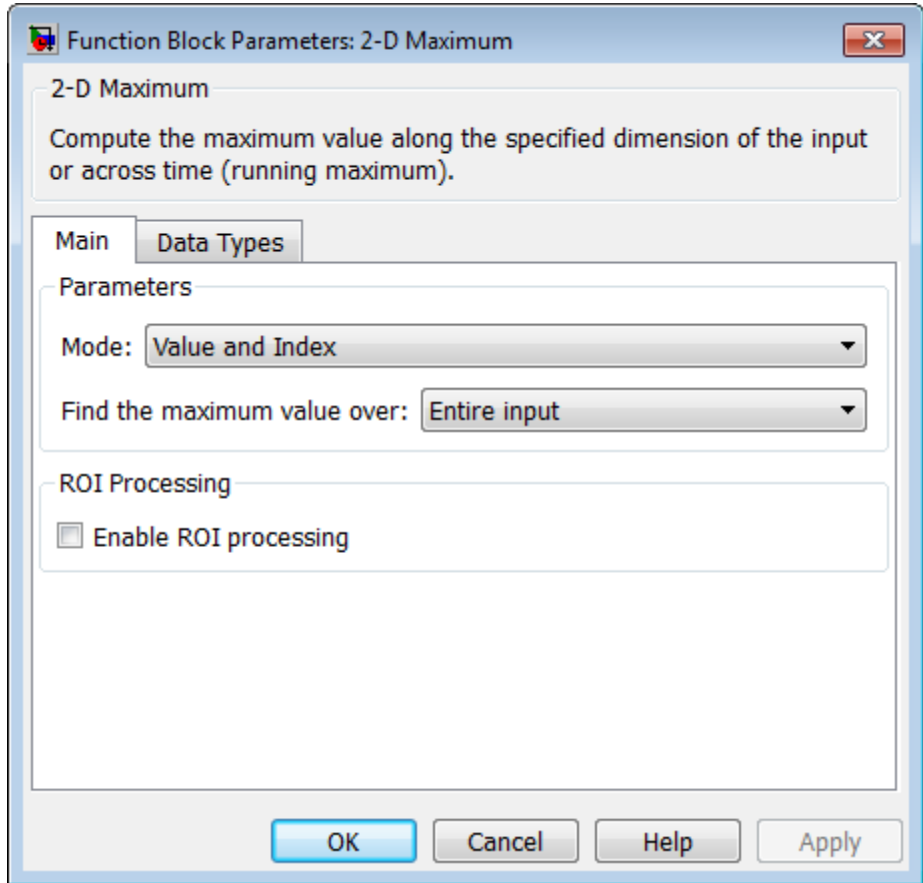 Function Block Parameters: 2-D Maximum
2-D Maximum
Compute the maximum value along the specified dimension of the input
or across time (running maximum).
Main Data Types
Parameters
Mode: Value and Index
Find the maximum value over: Entire input
ROI Processing
Enable ROI processing
OK Cancel Help Apply